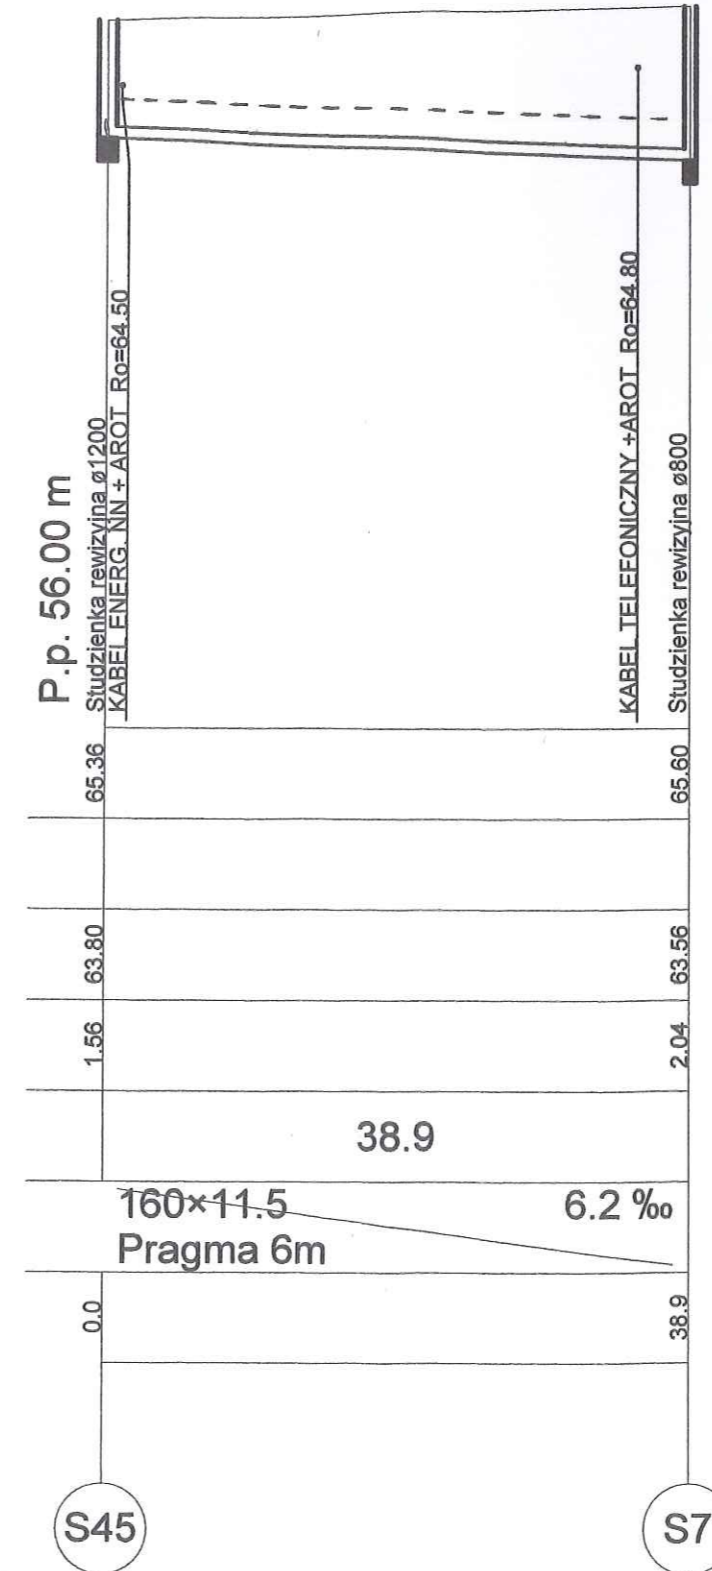 P.p. 56.00 m
Studzienka rewizyjna ø1200
KABEL ENERG. NN + AROT Ro=64.50
KABEL TELEFONICZNY +AROT Ro=64.80
Studzienka rewizyjna ø800
65.36
65.60
63.80
63.56
1.56
2.04
38.9
160×11.5
6.2 ‰
Pragma 6m
0.0
38.9
S45
S7